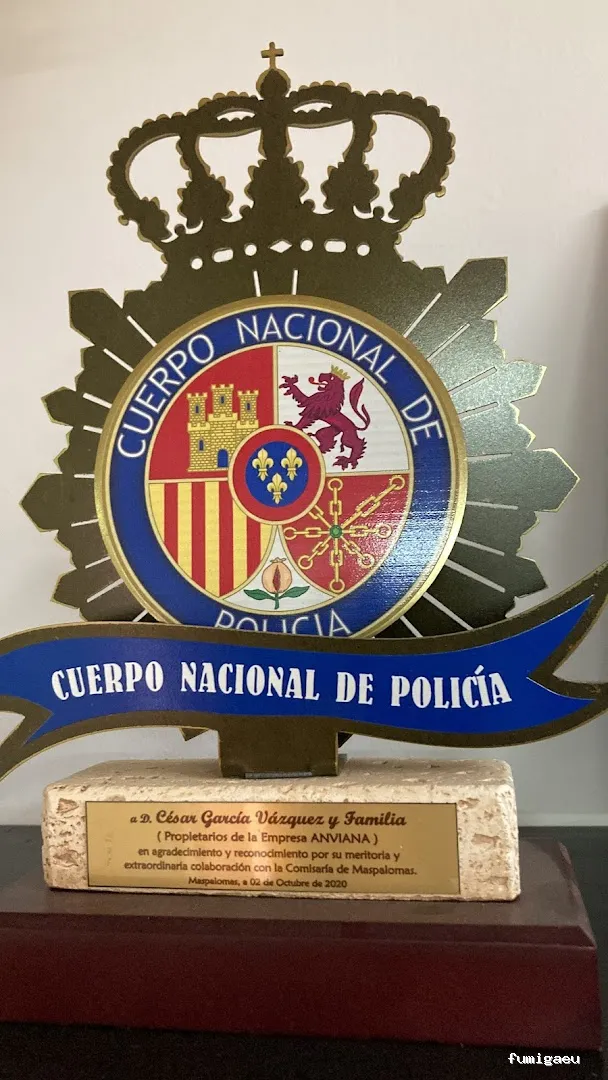 CUERPO NACIONAL DE
POLICIA
CUERPO NACIONAL DE POLICÍA
a D. César García Vázquez y Familia
( Propietarios de la Empresa ANVIANA )
en agradecimiento y reconocimiento por su meritoria y
extraordinaria colaboración con la Comisaría de Maspalomas.
Maspalomas, a 02 de Octubre de 2020
fumigaeu